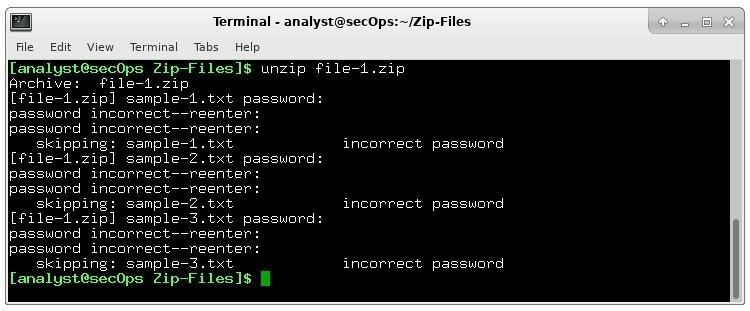 Terminal - analyst@secOps:~/Zip-Files
File Edit View Terminal Tabs Help
[analyst@secOps Zip-Files]$ unzip file-1.zip
Archive:  file-1.zip
[file-1.zip] sample-1.txt password:
password incorrect--reenter:
password incorrect--reenter:
   skipping: sample-1.txt            incorrect password
[file-1.zip] sample-2.txt password:
password incorrect--reenter:
password incorrect--reenter:
   skipping: sample-2.txt            incorrect password
[file-1.zip] sample-3.txt password:
password incorrect--reenter:
password incorrect--reenter:
   skipping: sample-3.txt            incorrect password
[analyst@secOps Zip-Files]$